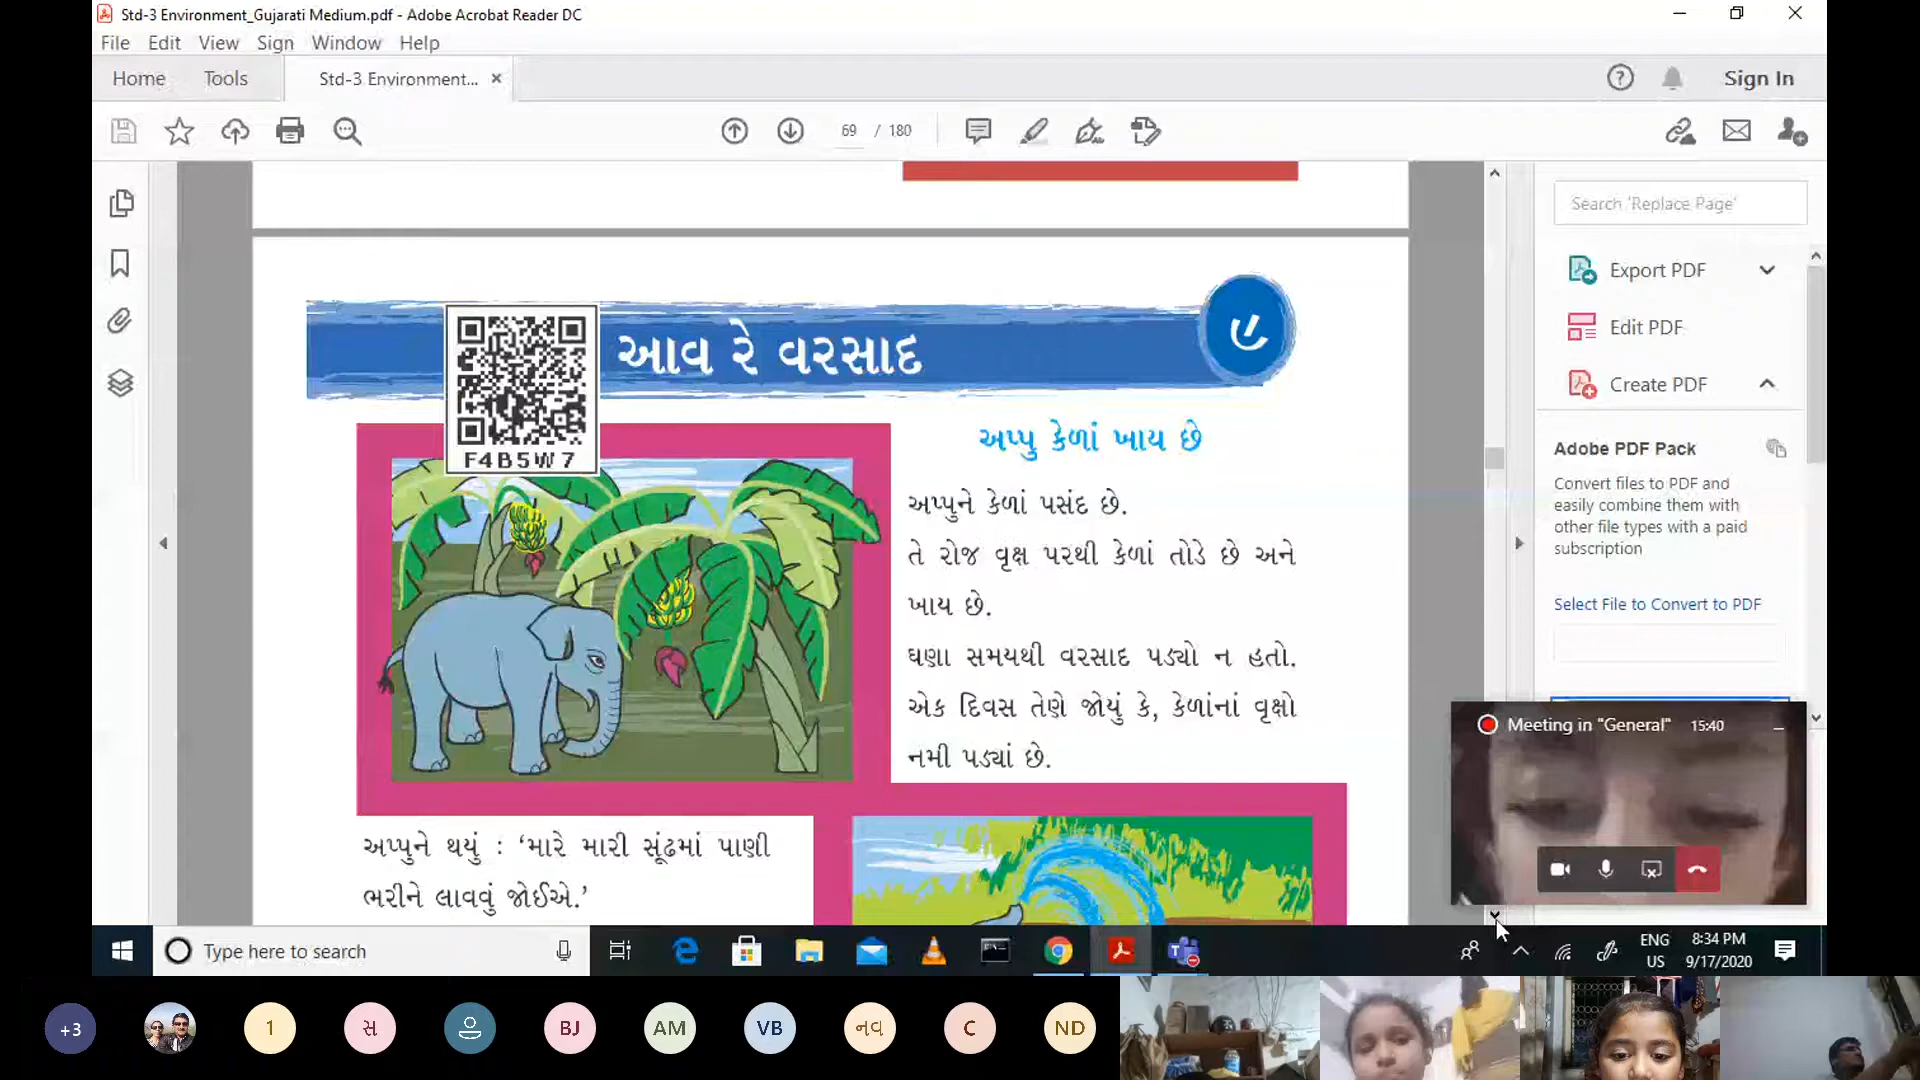 Std-3 Environment_Gujarati Medium.pdf - Adobe Acrobat Reader DC
File Edit View Sign Window Help
Home Tools Std-3 Environment... Sign In
69 / 180
Search 'Replace Page'
Export PDF
Edit PDF
Create PDF
Adobe PDF Pack
Convert files to PDF and
easily combine them with
other file types with a paid
subscription
Select File to Convert to PDF
આવ રે વરસાદ
૯
F4B5W7
અપ્પુ કેળાં ખાય છે
અપ્પુને કેળાં પસંદ છે.
તે રોજ વૃક્ષ પરથી કેળાં તોડે છે અને
ખાય છે.
ઘણા સમયથી વરસાદ પડ્યો ન હતો.
એક દિવસ તેણે જોયું કે, કેળાંનાં વૃક્ષો
નમી પડ્યાં છે.
અપ્પુને થયું : ‘મારે મારી સૂંઢમાં પાણી
ભરીને લાવવું જોઈએ.’
Meeting in "General" 15:40
Type here to search
ENG
US
8:34 PM
9/17/2020
+3 1 સ BJ AM VB નવ C ND